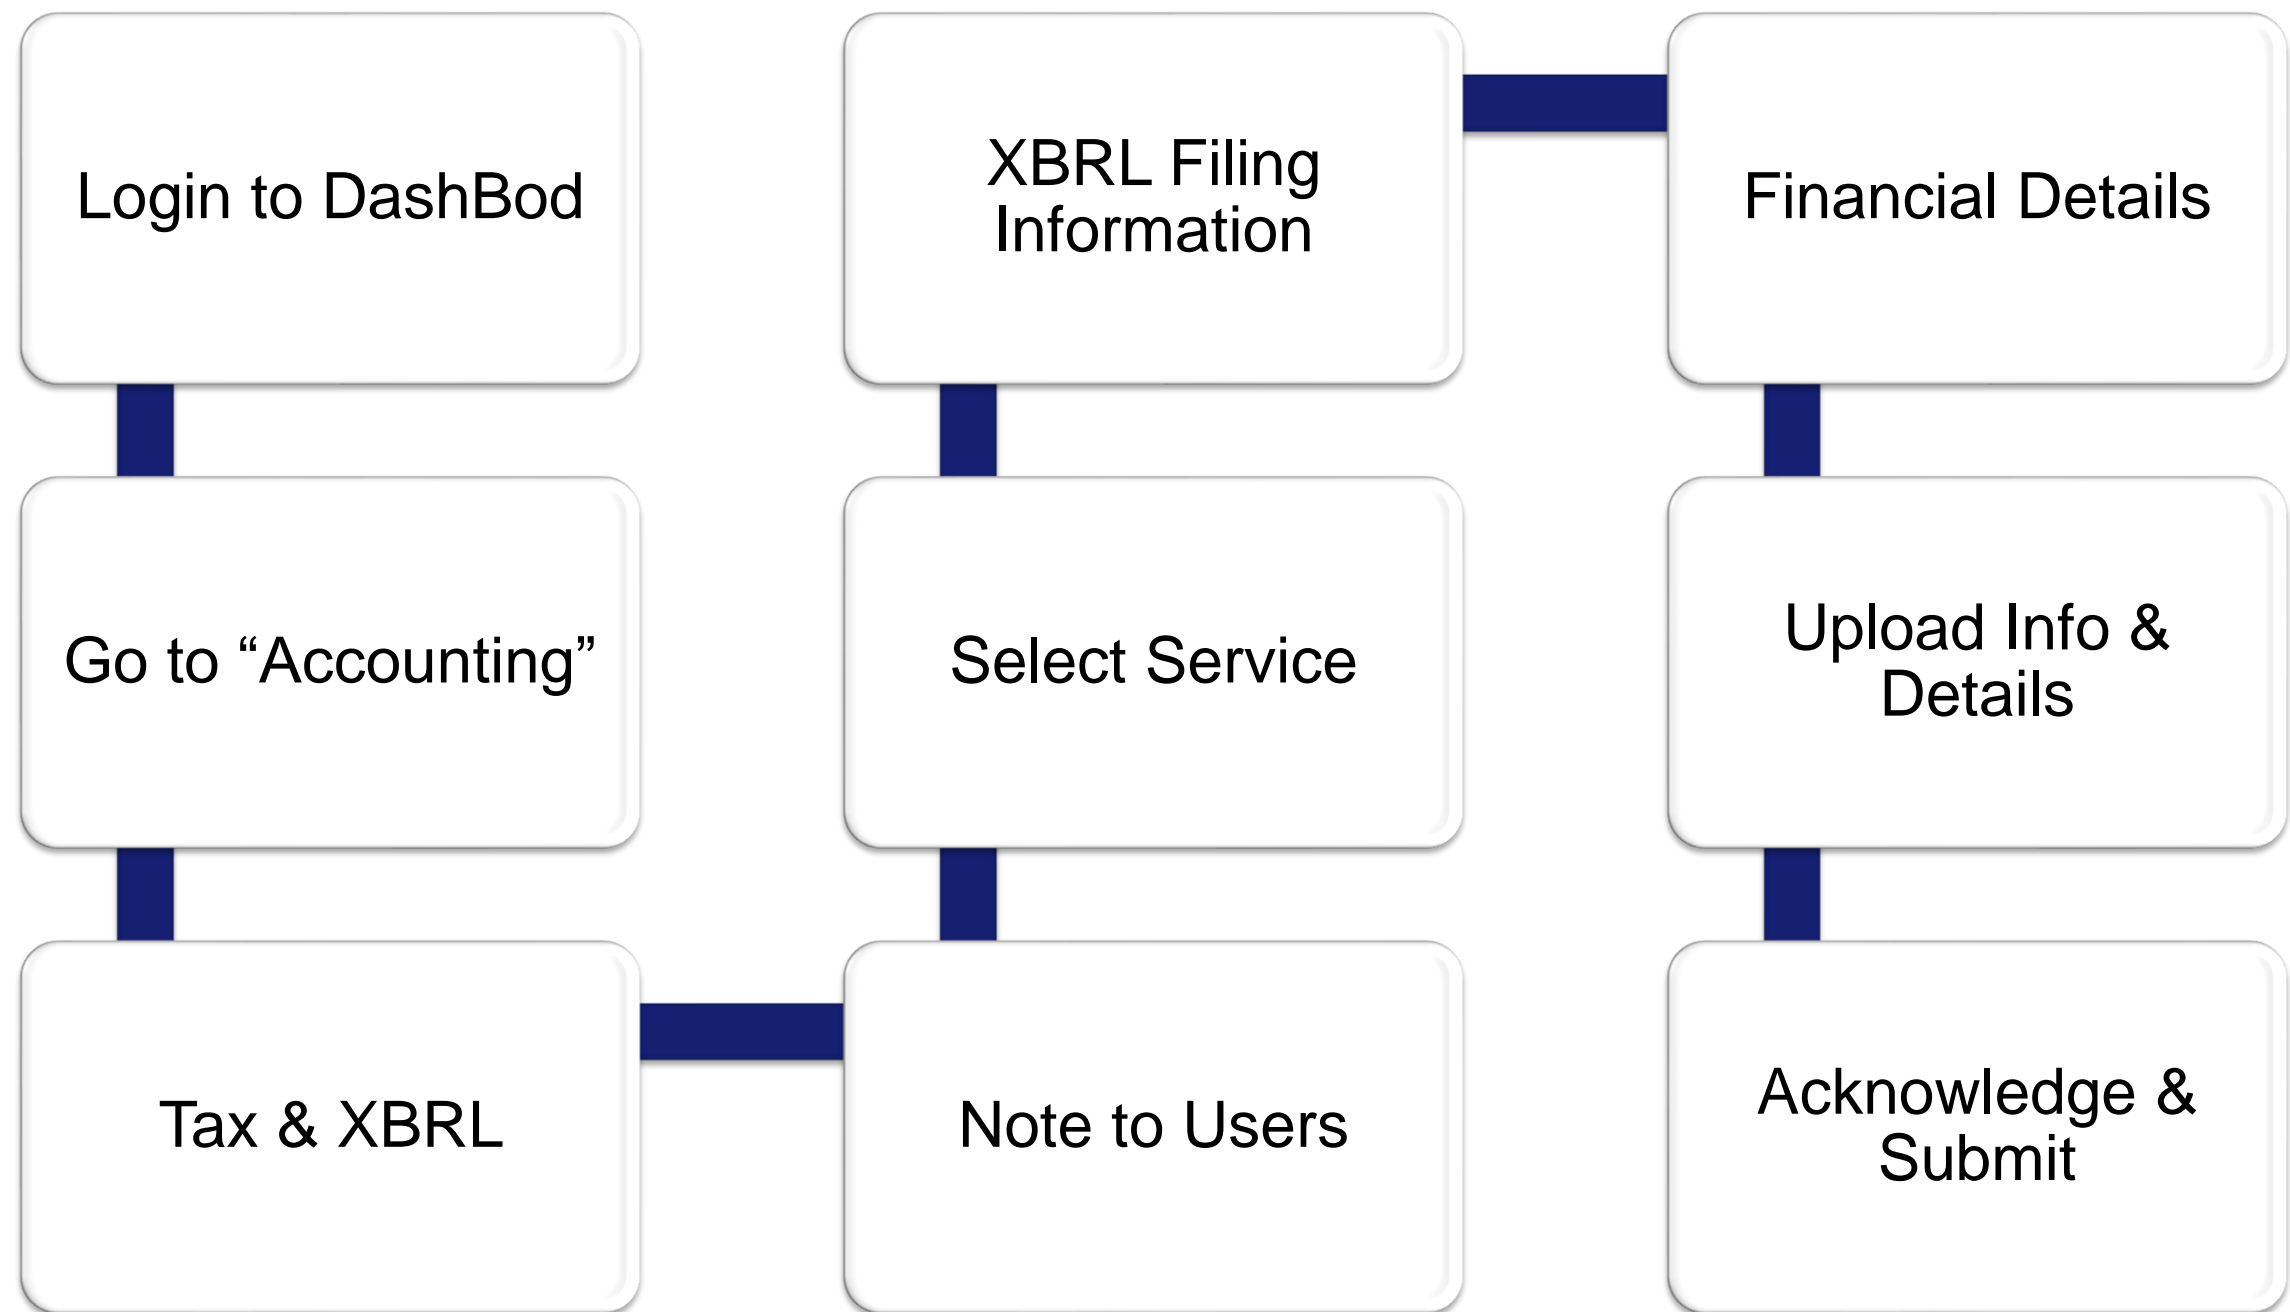 Login to DashBod
Go to “Accounting”
Tax & XBRL
Note to Users
Select Service
XBRL Filing
Information
Financial Details
Upload Info &
Details
Acknowledge &
Submit